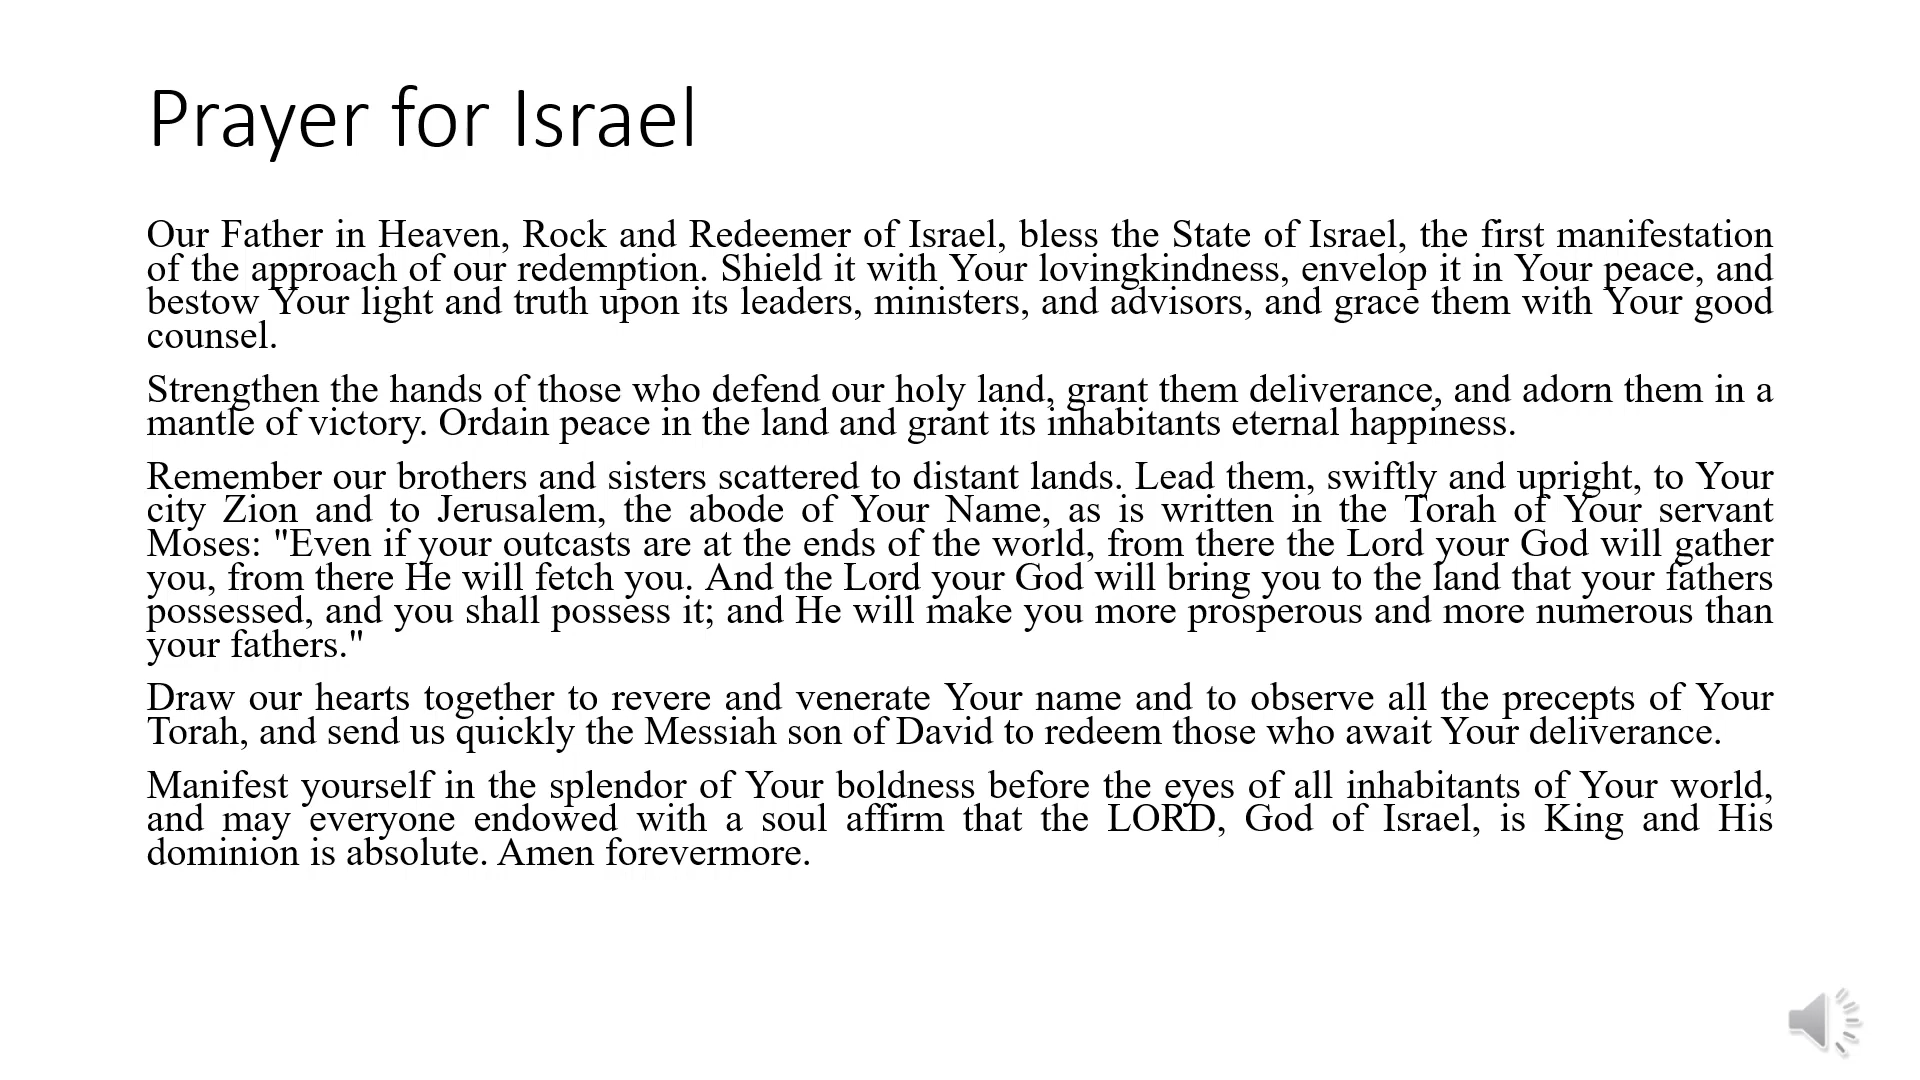 Prayer for Israel
Our Father in Heaven, Rock and Redeemer of Israel, bless the State of Israel, the first manifestation
of the approach of our redemption. Shield it with Your lovingkindness, envelop it in Your peace, and
bestow Your light and truth upon its leaders, ministers, and advisors, and grace them with Your good
counsel.
Strengthen the hands of those who defend our holy land, grant them deliverance, and adorn them in a
mantle of victory. Ordain peace in the land and grant its inhabitants eternal happiness.
Remember our brothers and sisters scattered to distant lands. Lead them, swiftly and upright, to Your
city Zion and to Jerusalem, the abode of Your Name, as is written in the Torah of Your servant
Moses: "Even if your outcasts are at the ends of the world, from there the Lord your God will gather
you, from there He will fetch you. And the Lord your God will bring you to the land that your fathers
possessed, and you shall possess it; and He will make you more prosperous and more numerous than
your fathers."
Draw our hearts together to revere and venerate Your name and to observe all the precepts of Your
Torah, and send us quickly the Messiah son of David to redeem those who await Your deliverance.
Manifest yourself in the splendor of Your boldness before the eyes of all inhabitants of Your world,
and may everyone endowed with a soul affirm that the LORD, God of Israel, is King and His
dominion is absolute. Amen forevermore.